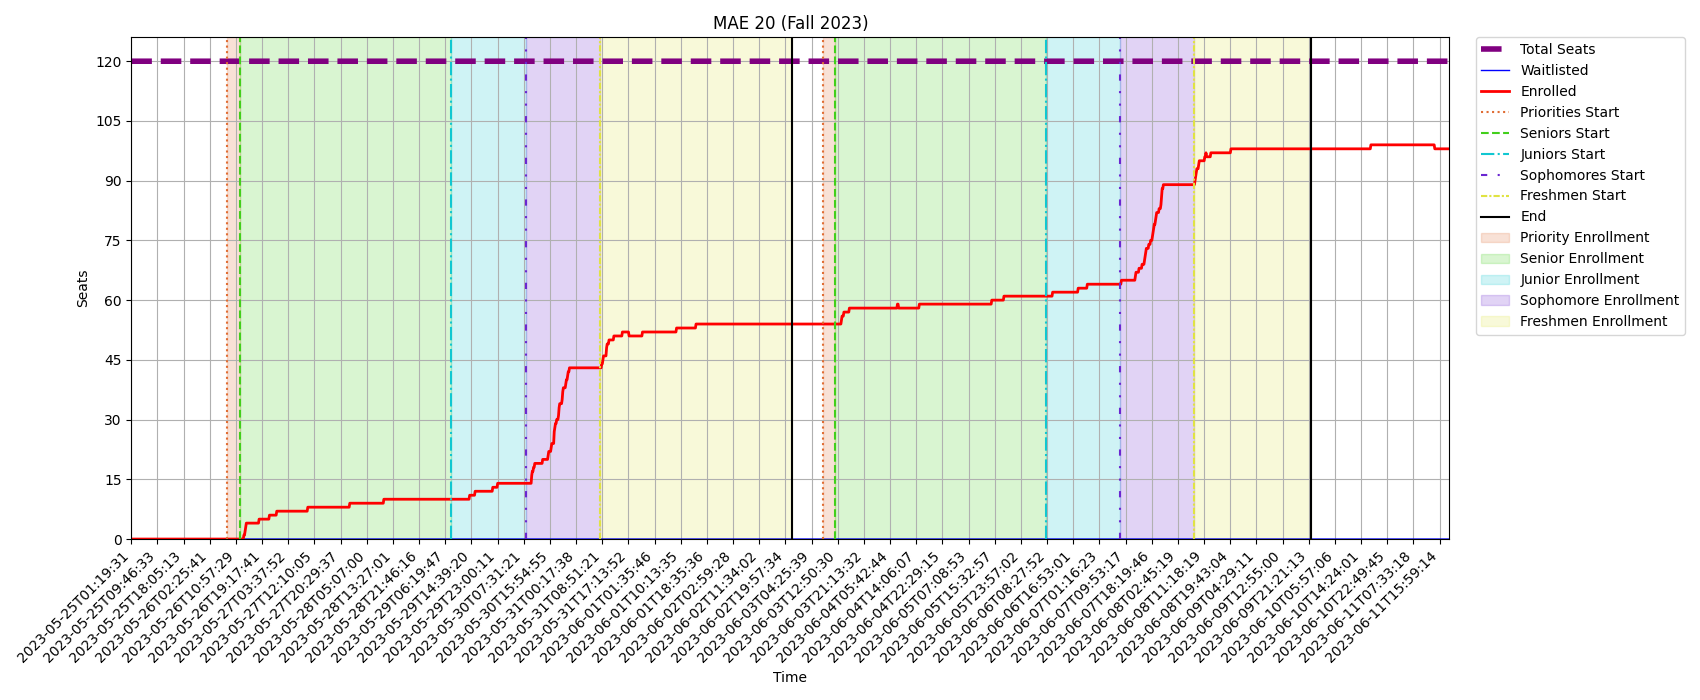 MAE 20 (Fall 2023)
Seats
120
105
90
75
60
45
30
15
0
2023-05-25T01:19:31
2023-05-25T09:46:33
2023-05-25T18:05:13
2023-05-26T02:25:41
2023-05-26T10:57:29
2023-05-26T19:17:41
2023-05-27T03:37:52
2023-05-27T12:10:05
2023-05-27T20:29:37
2023-05-28T05:07:00
2023-05-28T13:27:01
2023-05-28T21:46:16
2023-05-29T06:19:47
2023-05-29T14:39:20
2023-05-29T23:00:11
2023-05-30T07:31:21
2023-05-30T15:54:55
2023-05-31T00:17:38
2023-05-31T08:51:21
2023-05-31T17:13:52
2023-06-01T01:35:46
2023-06-01T10:13:35
2023-06-01T18:35:36
2023-06-02T02:59:28
2023-06-02T11:34:02
2023-06-02T19:57:34
2023-06-03T04:25:39
2023-06-03T12:50:30
2023-06-03T21:13:32
2023-06-04T05:42:44
2023-06-04T14:06:07
2023-06-04T22:29:15
2023-06-05T07:08:53
2023-06-05T15:32:57
2023-06-05T23:57:02
2023-06-06T08:27:52
2023-06-06T16:53:01
2023-06-07T01:16:23
2023-06-07T09:53:17
2023-06-07T18:19:46
2023-06-08T02:45:19
2023-06-08T11:18:19
2023-06-08T19:43:04
2023-06-09T04:29:11
2023-06-09T12:55:00
2023-06-09T21:21:13
2023-06-10T05:57:06
2023-06-10T14:24:01
2023-06-10T22:49:45
2023-06-11T07:33:18
2023-06-11T15:59:14
Time
Total Seats
Waitlisted
Enrolled
Priorities Start
Seniors Start
Juniors Start
Sophomores Start
Freshmen Start
End
Priority Enrollment
Senior Enrollment
Junior Enrollment
Sophomore Enrollment
Freshmen Enrollment